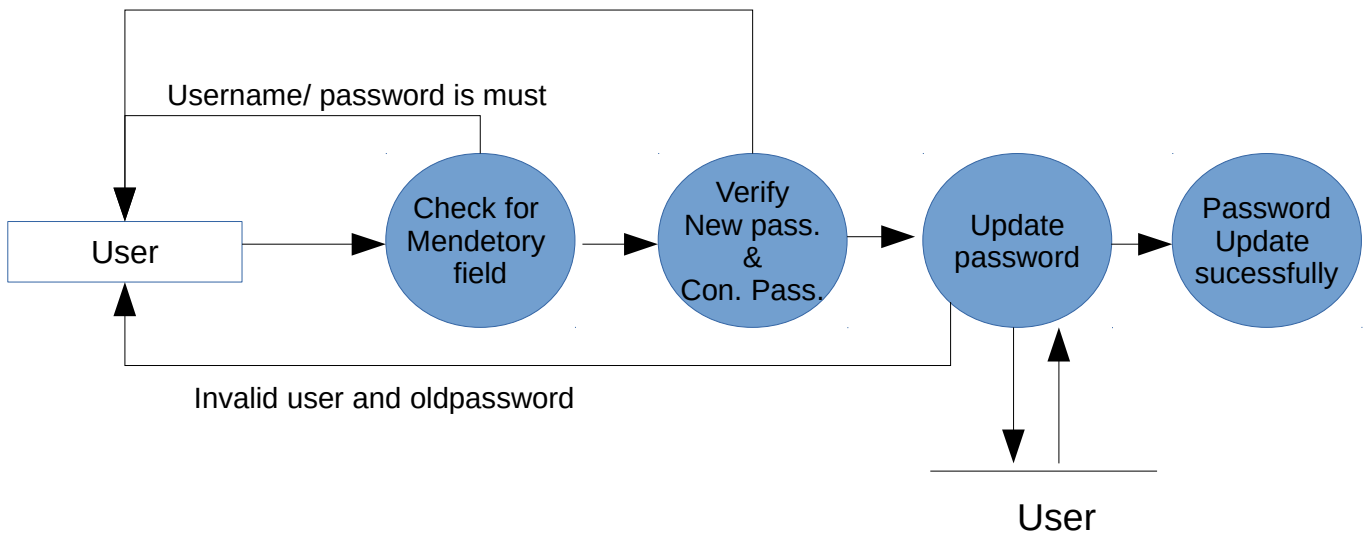 Username/ password is must
User
Check for
Mendetory
field
Verify
New pass.
&
Con. Pass.
Update
password
Password
Update
sucessfully
Invalid user and oldpassword
User